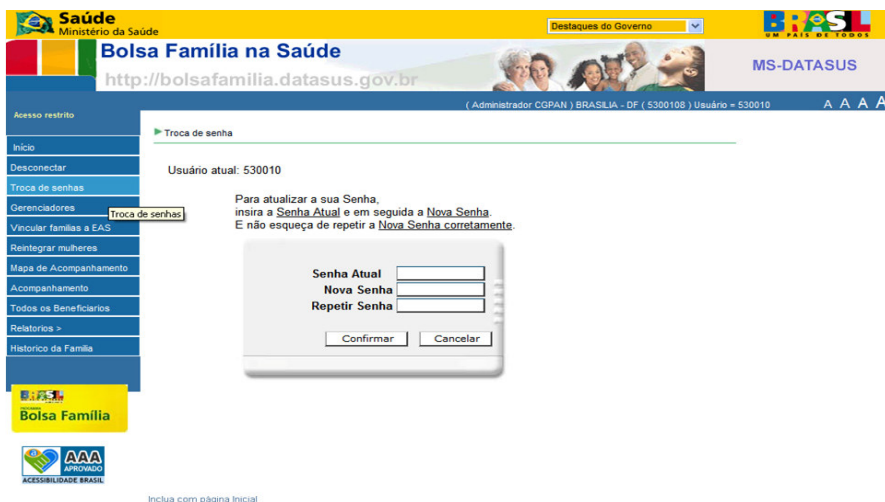 Saúde
Ministério da Saúde
Destaques do Governo
BRASIL
UM PAÍS DE TODOS
Bolsa Família na Saúde
http://bolsafamilia.datasus.gov.br
MS-DATASUS
( Administrador CGPAN ) BRASILIA - DF ( 5300108 ) Usuário = 530010
A A A A
Acesso restrito
Início
Desconectar
Troca de senhas
Gerenciadores
Troca de senhas
Vincular familias a EAS
Reintegrar mulheres
Mapa de Acompanhamento
Acompanhamento
Todos os Beneficiarios
Relatorios >
Historico da Familia
Troca de senha
Usuário atual: 530010
Para atualizar a sua Senha,
insira a Senha Atual e em seguida a Nova Senha.
E não esqueça de repetir a Nova Senha corretamente.
Senha Atual
Nova Senha
Repetir Senha
Confirmar
Cancelar
BRASIL
Bolsa Família
AAA
APROVADO
ACESSIBILIDADE BRASIL
Inclua com página Inicial